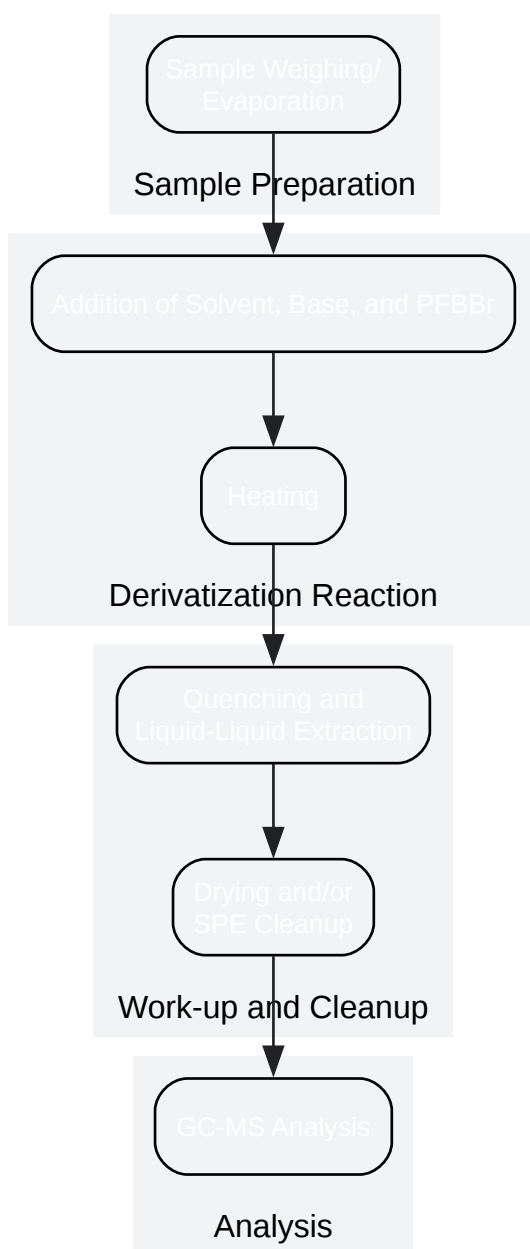 Sample Weighing/
Evaporation
Sample Preparation
Addition of Solvent, Base, and PFBBr
Heating
Derivatization Reaction
Quenching and
Liquid-Liquid Extraction
Drying and/or
SPE Cleanup
Work-up and Cleanup
GC-MS Analysis
Analysis